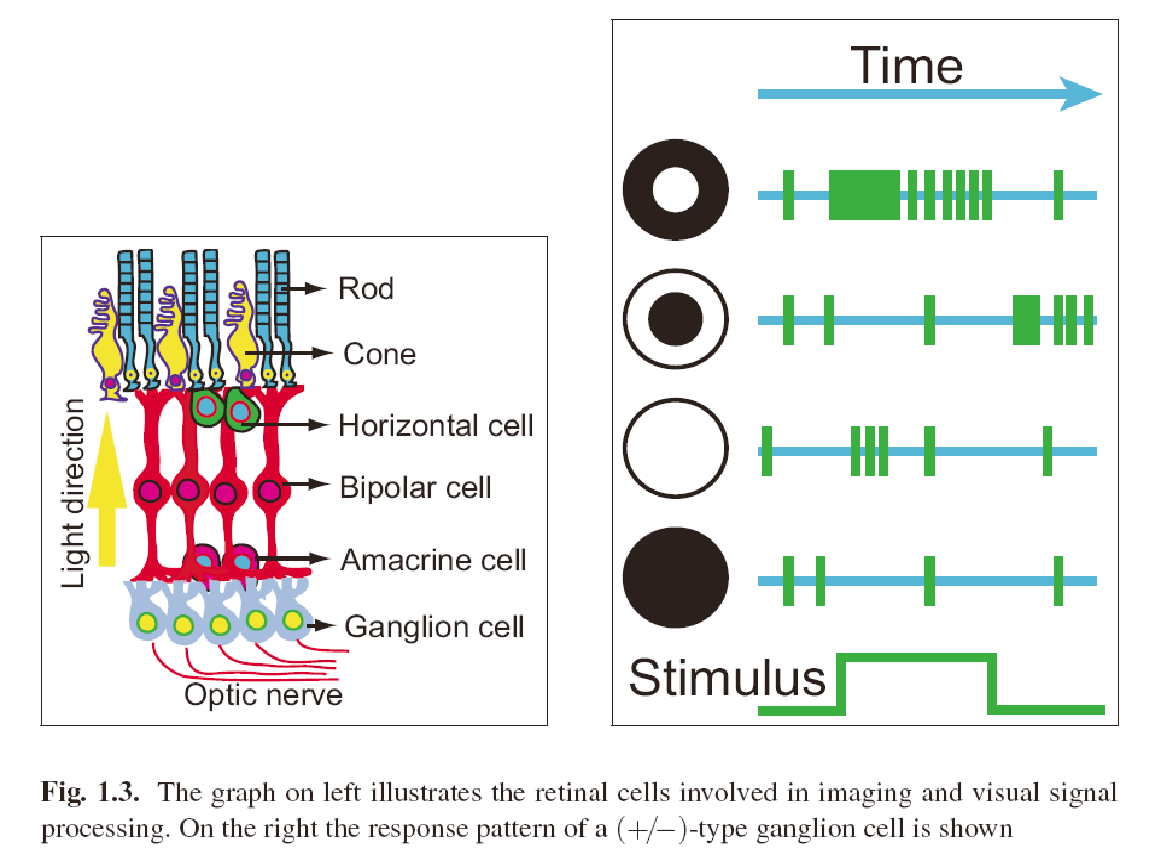 Rod
Cone
Horizontal cell
Bipolar cell
Amacrine cell
Ganglion cell
Optic nerve
Light direction
Time
Stimulus
Fig. 1.3. The graph on left illustrates the retinal cells involved in imaging and visual signal
processing. On the right the response pattern of a (+/−)-type ganglion cell is shown